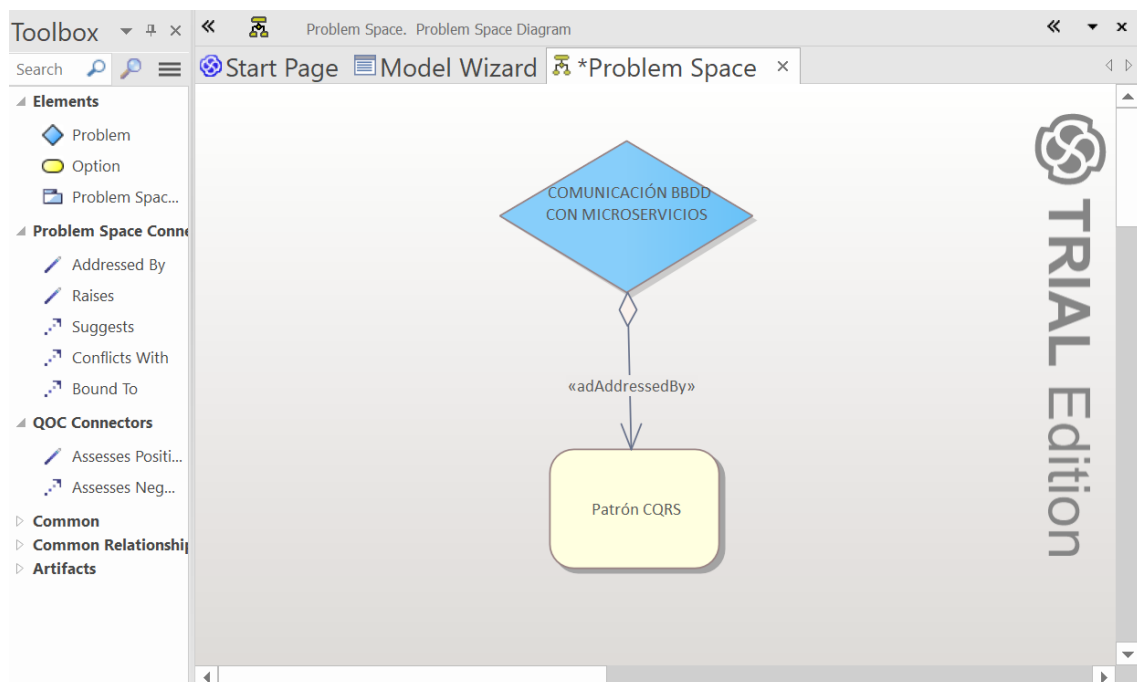 Toolbox
Problem Space. Problem Space Diagram
Search
Start Page
Model Wizard
*Problem Space
Elements
Problem
Option
Problem Spac...
Problem Space Conne
Addressed By
Raises
Suggests
Conflicts With
Bound To
QOC Connectors
Assesses Positi...
Assesses Neg...
Common
Common Relationship
Artifacts
COMUNICACIÓN BBDD
CON MICROSERVICIOS
«adAddressedBy»
Patrón CQRS
TRIAL Edition